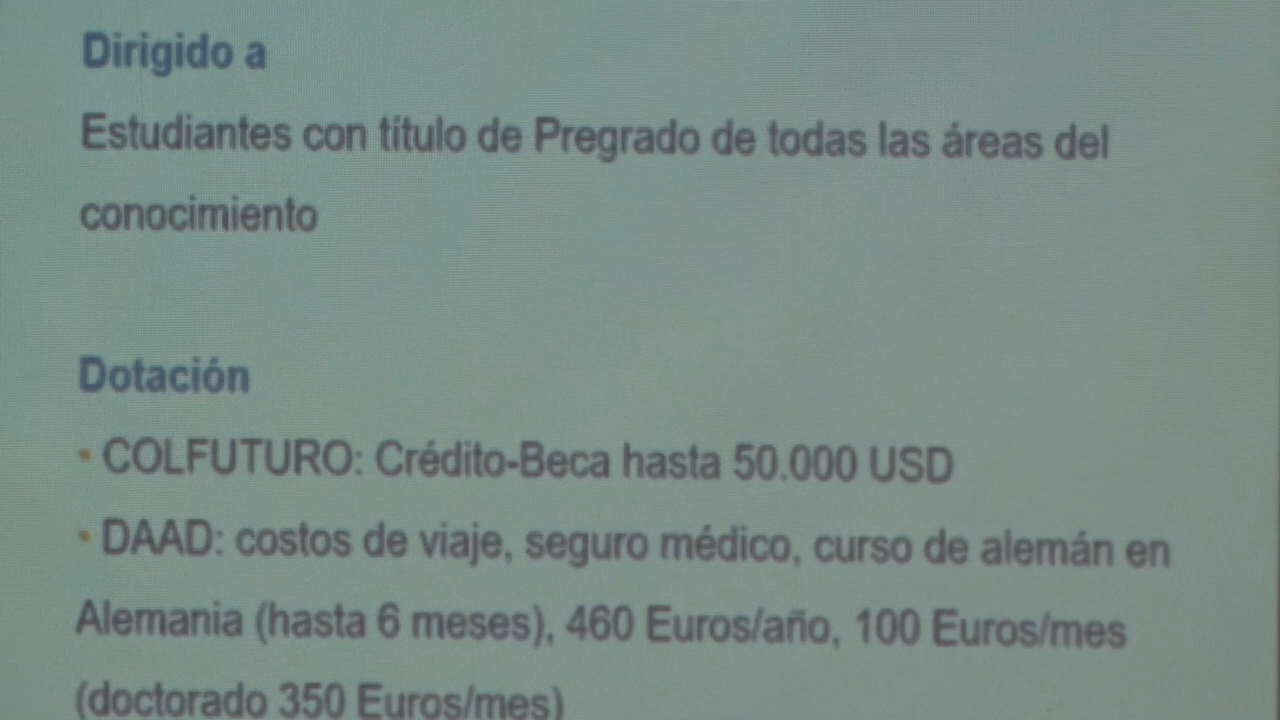 Dirigido a
Estudiantes con título de Pregrado de todas las áreas del
conocimiento
Dotación
• COLFUTURO: Crédito-Beca hasta 50.000 USD
• DAAD: costos de viaje, seguro médico, curso de alemán en
Alemania (hasta 6 meses), 460 Euros/año, 100 Euros/mes
(doctorado 350 Euros/mes)